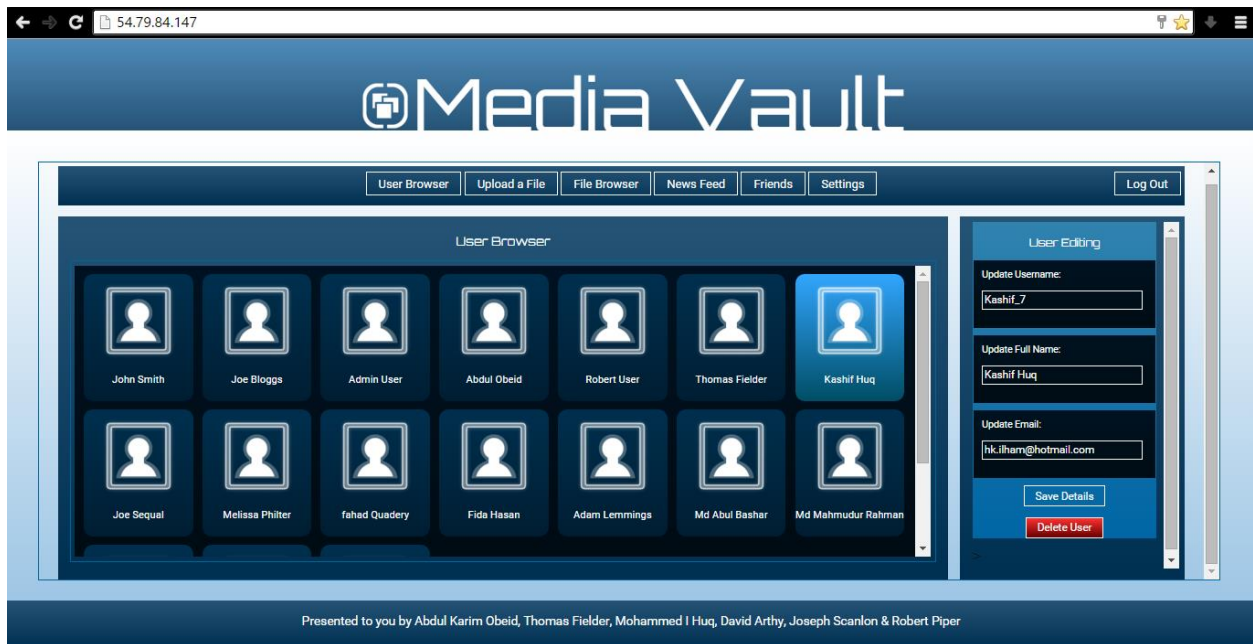 54.79.84.147
Media Vault
User Browser Upload a File File Browser News Feed Friends Settings Log Out
User Browser
John Smith Joe Bloggs Admin User Abdul Obeid Robert User Thomas Fielder Kashif Huq
Joe Sequal Melissa Philter fahad Quadery Fida Hasan Adam Lemmings Md Abul Bashar Md Mahmudur Rahman
User Editing
Update Username:
Kashif_7
Update Full Name:
Kashif Huq
Update Email:
hk.ilham@hotmail.com
Save Details
Delete User
>
Presented to you by Abdul Karim Obeid, Thomas Fielder, Mohammed I Huq, David Arthy, Joseph Scanlon & Robert Piper